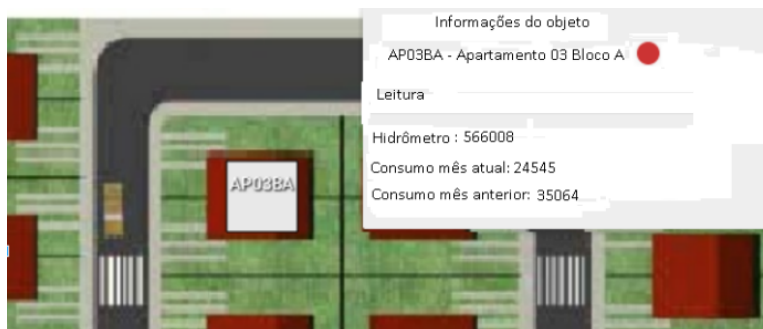 Informações do objeto
AP03BA - Apartamento 03 Bloco A
Leitura
Hidrômetro : 566008
Consumo mês atual: 24545
Consumo mês anterior: 35064
AP03BA